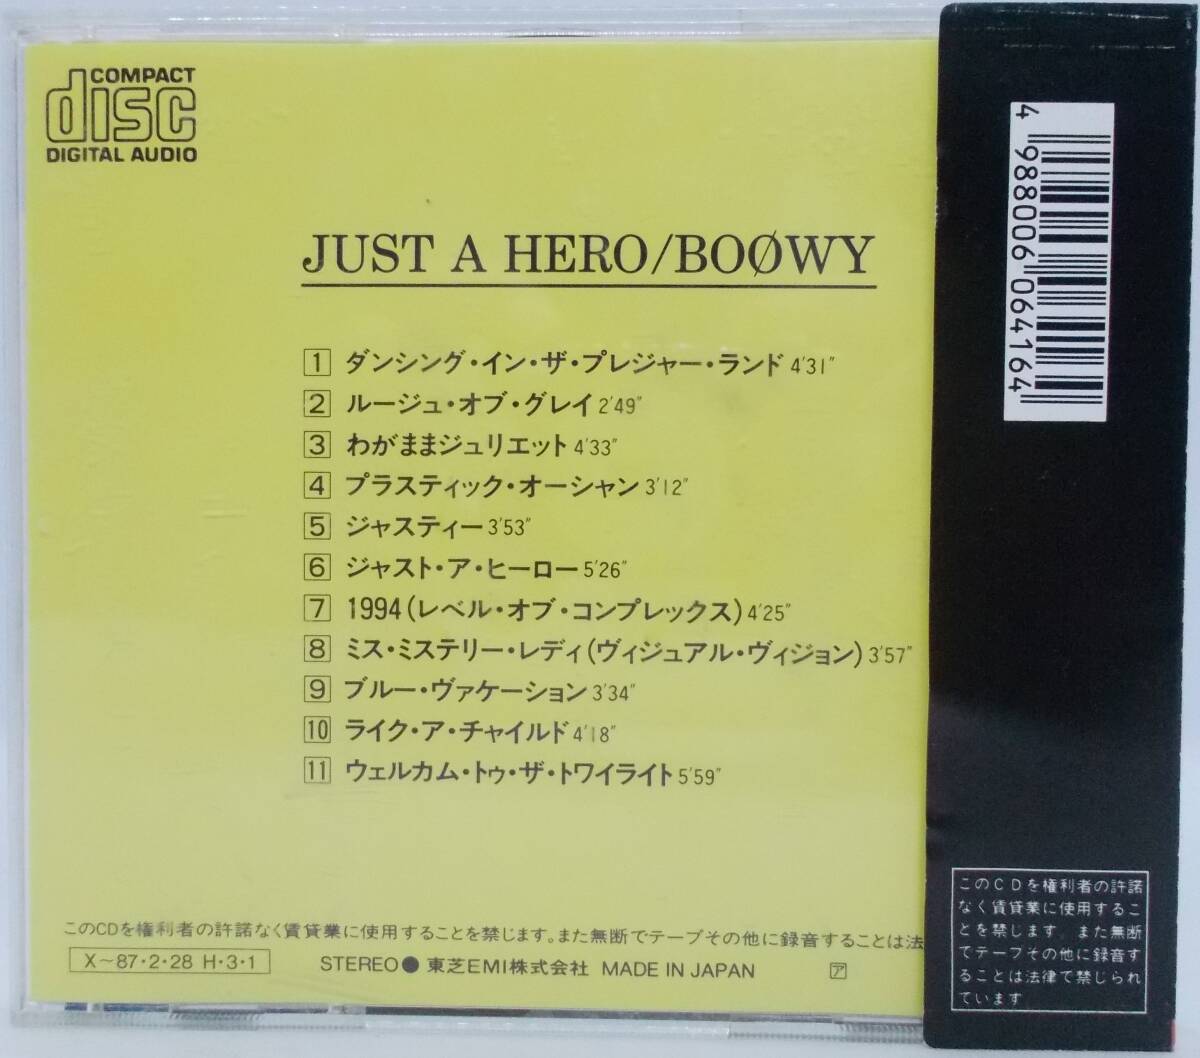 COMPACT
disc
DIGITAL AUDIO
JUST A HERO/BOØWY
1 ダンシング・イン・ザ・プレジャー・ランド 4'31"
2 ルージュ・オブ・グレイ 2'49"
3 わがままジュリエット 4'33"
4 プラスティック・オーシャン 3'12"
5 ジャスティー 3'53"
6 ジャスト・ア・ヒーロー 5'26"
7 1994(レベル・オブ・コンプレックス) 4'25"
8 ミス・ミステリー・レディ(ヴィジュアル・ヴィジョン) 3'57"
9 ブルー・ヴァケーション 3'34"
10 ライク・ア・チャイルド 4'18"
11 ウェルカム・トゥ・ザ・トワイライト 5'59"
このCDを権利者の許諾なく賃貸業に使用することを禁じます。また無断でテープその他に録音することは法
X~87・2・28 H・3・1 STEREO● 東芝EMI株式会社 MADE IN JAPAN ア
4 988006 064164
このCDを権利者の許諾
なく賃貸業に使用するこ
とを禁じます。また無断
でテープその他に録音す
ることは法律で禁じられ
ています